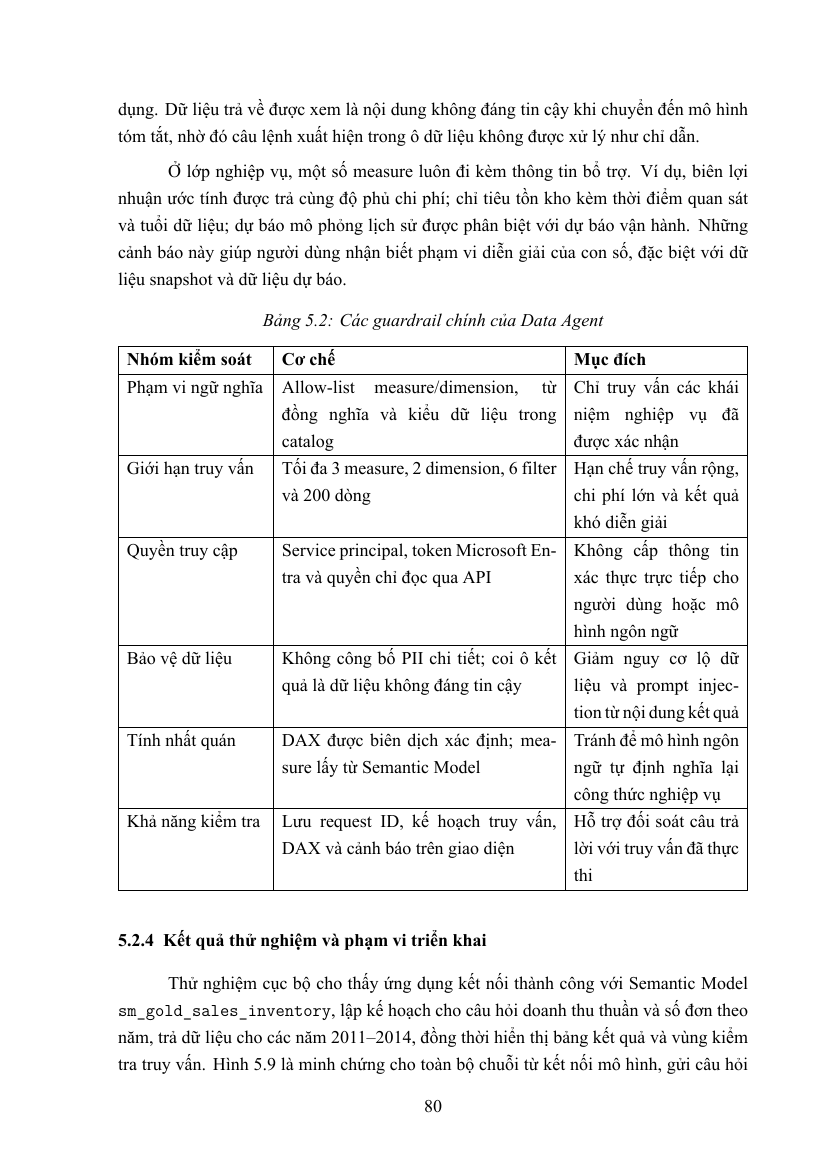 dụng. Dữ liệu trả về được xem là nội dung không đáng tin cậy khi chuyển đến mô hình
tóm tắt, nhờ đó câu lệnh xuất hiện trong ô dữ liệu không được xử lý như chỉ dẫn.
Ở lớp nghiệp vụ, một số measure luôn đi kèm thông tin bổ trợ. Ví dụ, biên lợi
nhuận ước tính được trả cùng độ phủ chi phí; chỉ tiêu tồn kho kèm thời điểm quan sát
và tuổi dữ liệu; dự báo mô phỏng lịch sử được phân biệt với dự báo vận hành. Những
cảnh báo này giúp người dùng nhận biết phạm vi diễn giải của con số, đặc biệt với dữ
liệu snapshot và dữ liệu dự báo.
Bảng 5.2: Các guardrail chính của Data Agent
Nhóm kiểm soát
Cơ chế
Mục đích
Phạm vi ngữ nghĩa
Allow-list measure/dimension, từ
đồng nghĩa và kiểu dữ liệu trong
catalog
Chỉ truy vấn các khái
niệm nghiệp vụ đã
được xác nhận
Giới hạn truy vấn
Tối đa 3 measure, 2 dimension, 6 filter
và 200 dòng
Hạn chế truy vấn rộng,
chi phí lớn và kết quả
khó diễn giải
Quyền truy cập
Service principal, token Microsoft En-
tra và quyền chỉ đọc qua API
Không cấp thông tin
xác thực trực tiếp cho
người dùng hoặc mô
hình ngôn ngữ
Bảo vệ dữ liệu
Không công bố PII chi tiết; coi ô kết
quả là dữ liệu không đáng tin cậy
Giảm nguy cơ lộ dữ
liệu và prompt injec-
tion từ nội dung kết quả
Tính nhất quán
DAX được biên dịch xác định; mea-
sure lấy từ Semantic Model
Tránh để mô hình ngôn
ngữ tự định nghĩa lại
công thức nghiệp vụ
Khả năng kiểm tra
Lưu request ID, kế hoạch truy vấn,
DAX và cảnh báo trên giao diện
Hỗ trợ đối soát câu trả
lời với truy vấn đã thực
thi
5.2.4 Kết quả thử nghiệm và phạm vi triển khai
Thử nghiệm cục bộ cho thấy ứng dụng kết nối thành công với Semantic Model
sm_gold_sales_inventory, lập kế hoạch cho câu hỏi doanh thu thuần và số đơn theo
năm, trả dữ liệu cho các năm 2011–2014, đồng thời hiển thị bảng kết quả và vùng kiểm
tra truy vấn. Hình 5.9 là minh chứng cho toàn bộ chuỗi từ kết nối mô hình, gửi câu hỏi
80